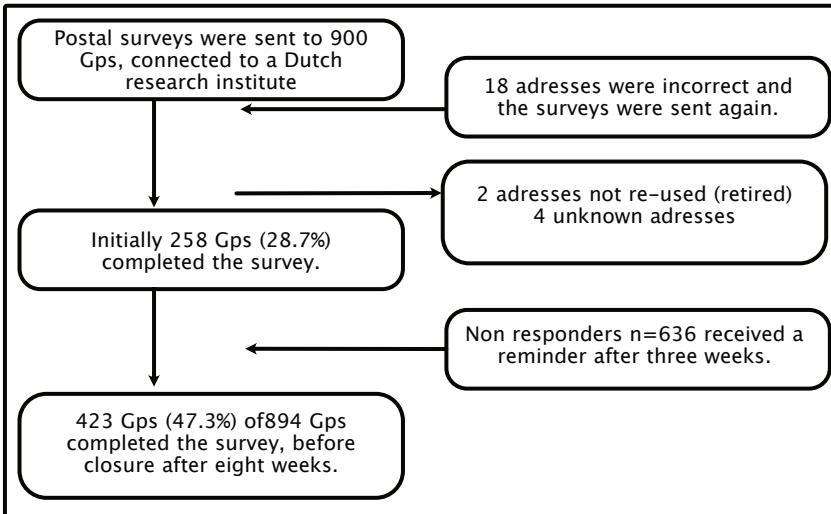 Postal surveys were sent to 900
Gps, connected to a Dutch
research institute
18 adresses were incorrect and
the surveys were sent again.
2 adresses not re-used (retired)
4 unknown adresses
Initially 258 Gps (28.7%)
completed the survey.
Non responders n=636 received a
reminder after three weeks.
423 Gps (47.3%) of894 Gps
completed the survey, before
closure after eight weeks.